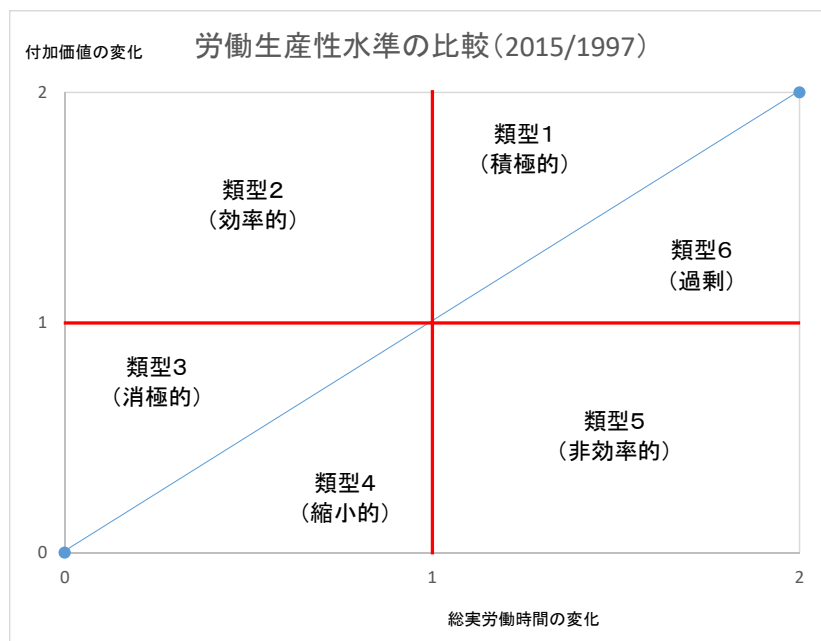 労働生産性水準の比較（2015/1997）
付加価値の変化
2
類型1
（積極的）
類型2
（効率的）
類型6
（過剰）
1
類型3
（消極的）
類型5
（非効率的）
類型4
（縮小的）
0
0
1
2
総実労働時間の変化